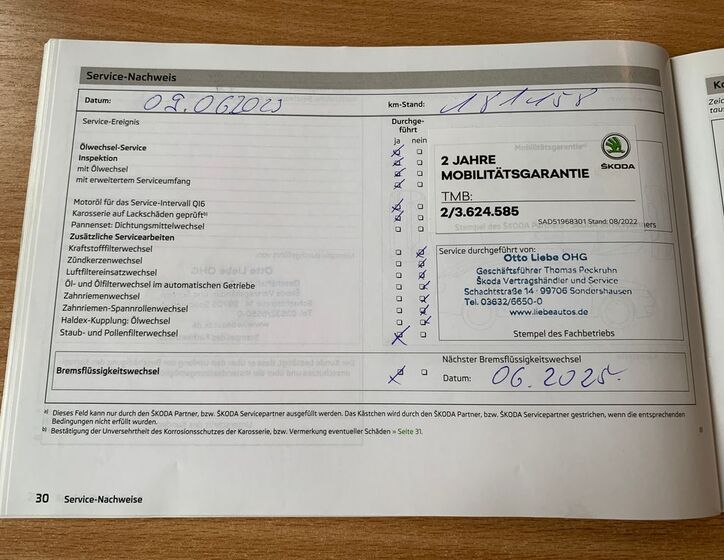 Service-Nachweis
Datum: 09.062023 km-Stand: 181158
Service-Ereignis
Durchge-
führt
ja nein
Ölwechsel-Service
Inspektion
mit Ölwechsel
mit erweitertem Serviceumfang
Motoröl für das Service-Intervall QI6
Karosserie auf Lackschäden geprüft b)
Pannenset: Dichtungsmittelwechsel
Zusätzliche Servicearbeiten
Kraftstofffilterwechsel
Zündkerzenwechsel
Luftfiltereinsatzwechsel
Öl- und Ölfilterwechsel im automatischen Getriebe
Zahnriemenwechsel
Zahnriemen-Spannrollenwechsel
Haldex-Kupplung: Ölwechsel
Staub- und Pollenfilterwechsel
Mobilitätsgarantie a)
2 JAHRE
MOBILITÄTSGARANTIE
ŠKODA
TMB:
2/3.624.585
SAD51968301 Stand: 08/2022
Service durchgeführt von:
Otto Liebe OHG
Geschäftsführer Thomas Peckruhn
Skoda Vertragshändler und Service
Schachtstraße 14 · 99706 Sondershausen
Tel. 03632/6650-0
www.liebeautos.de
Stempel des Fachbetriebs
Bremsflüssigkeitswechsel
Nächster Bremsflüssigkeitswechsel
Datum: 06.2025
a) Dieses Feld kann nur durch den ŠKODA Partner, bzw. ŠKODA Servicepartner ausgefüllt werden. Das Kästchen wird durch den ŠKODA Partner, bzw. ŠKODA Servicepartner gestrichen, wenn die entsprechenden
Bedingungen nicht erfüllt wurden.
b) Bestätigung der Unversehrtheit des Korrosionsschutzes der Karosserie, bzw. Vermerkung eventueller Schäden » Seite 31.
30 Service-Nachweise